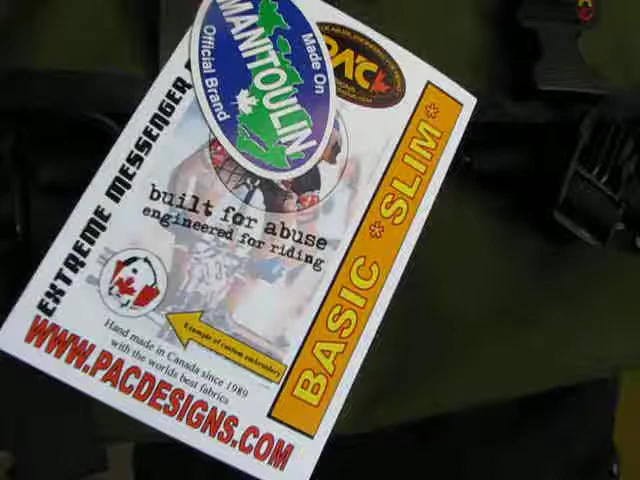 Made On
MANITOULIN
Official Brand
PAC
EXTREME MESSENGER
BASIC *SLIM*
built for abuse
engineered for riding
Example of custom embroidery
Hand made in Canada since 1989
with the worlds best fabrics
WWW.PACDESIGNS.COM